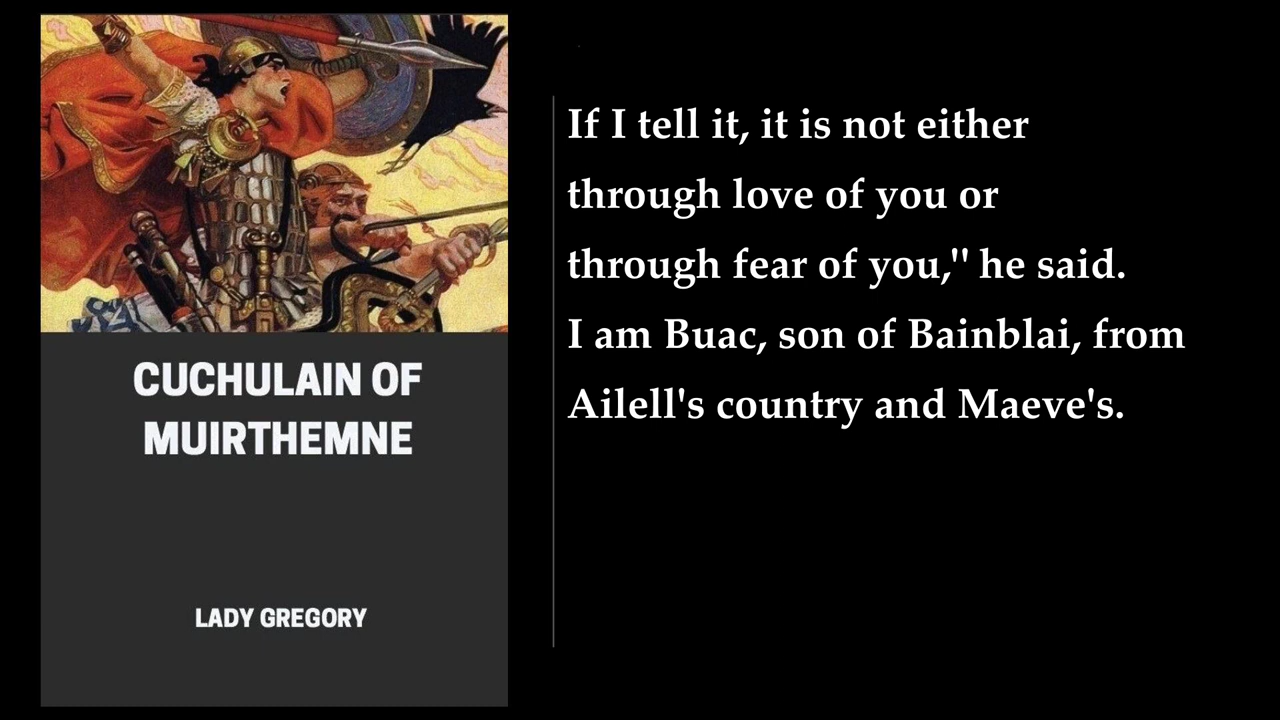 CUCHULAIN OF
MUIRTHEMNE
LADY GREGORY
If I tell it, it is not either
through love of you or
through fear of you," he said.
I am Buac, son of Bainblai, from
Ailell's country and Maeve's.